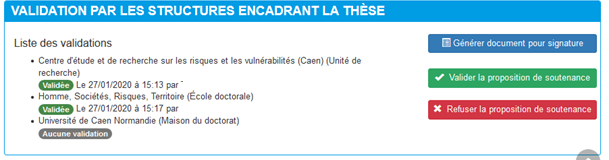 VALIDATION PAR LES STRUCTURES ENCADRANT LA THÈSE
Liste des validations
Centre d'étude et de recherche sur les risques et les vulnérabilités (Caen) (Unité de
recherche)
Validée Le 27/01/2020 à 15:13 par
Homme, Sociétés, Risques, Territoire (École doctorale)
Validée Le 27/01/2020 à 15:17 par
Université de Caen Normandie (Maison du doctorat)
Aucune validation
Générer document pour signature
Valider la proposition de soutenance
Refuser la proposition de soutenance